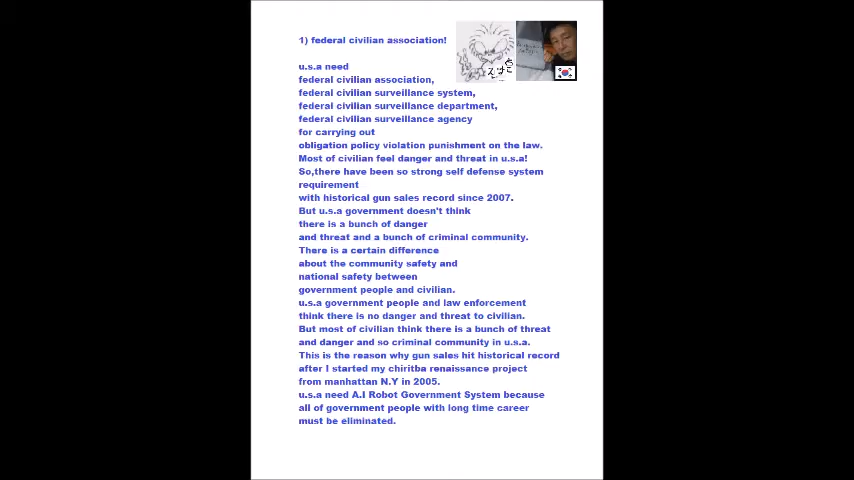 1) federal civilian association!
u.s.a need
federal civilian association,
federal civilian surveillance system,
federal civilian surveillance department,
federal civilian surveillance agency
for carrying out
obligation policy violation punishment on the law.
Most of civilian feel danger and threat in u.s.a!
So,there have been so strong self defense system
requirement
with historical gun sales record since 2007.
But u.s.a government doesn't think
there is a bunch of danger
and threat and a bunch of criminal community.
There is a certain difference
about the community safety and
national safety between
government people and civilian.
u.s.a government people and law enforcement
think there is no danger and threat to civilian.
But most of civilian think there is a bunch of threat
and danger and so criminal community in u.s.a.
This is the reason why gun sales hit historical record
after I started my chiritba renaissance project
from manhattan N.Y in 2005.
u.s.a need A.I Robot Government System because
all of government people with long time career
must be eliminated.